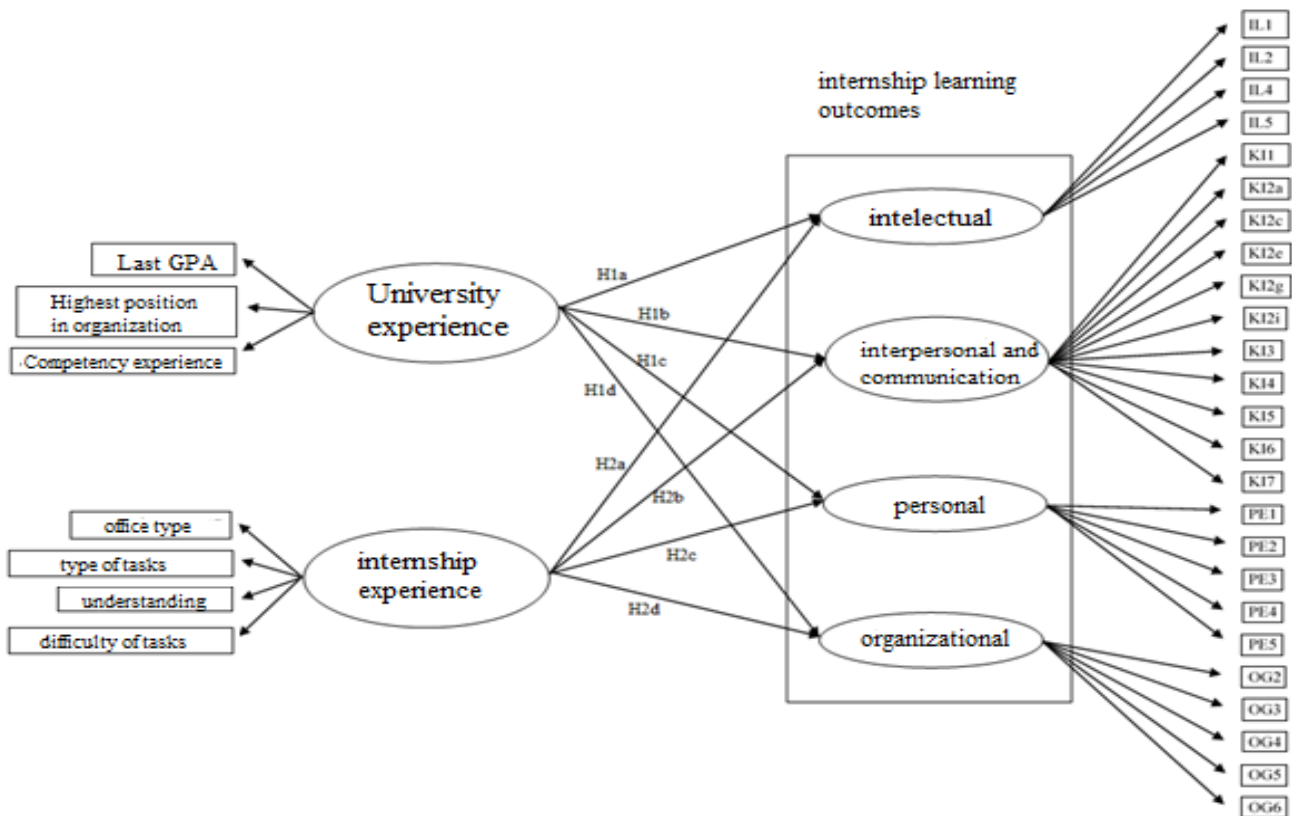 internship learning
outcomes
Last GPA
Highest position
in organization
Competency experience
University
experience
office type
type of tasks
understanding
difficulty of tasks
internship
experience
H1a
H1b
H1c
H1d
H2a
H2b
H2c
H2d
intelectual
interpersonal and
communication
personal
organizational
IL1
IL2
IL4
IL5
KI1
KI2a
KI2c
KI2e
KI2g
KI2i
KI3
KI4
KI5
KI6
KI7
PE1
PE2
PE3
PE4
PE5
OG2
OG3
OG4
OG5
OG6